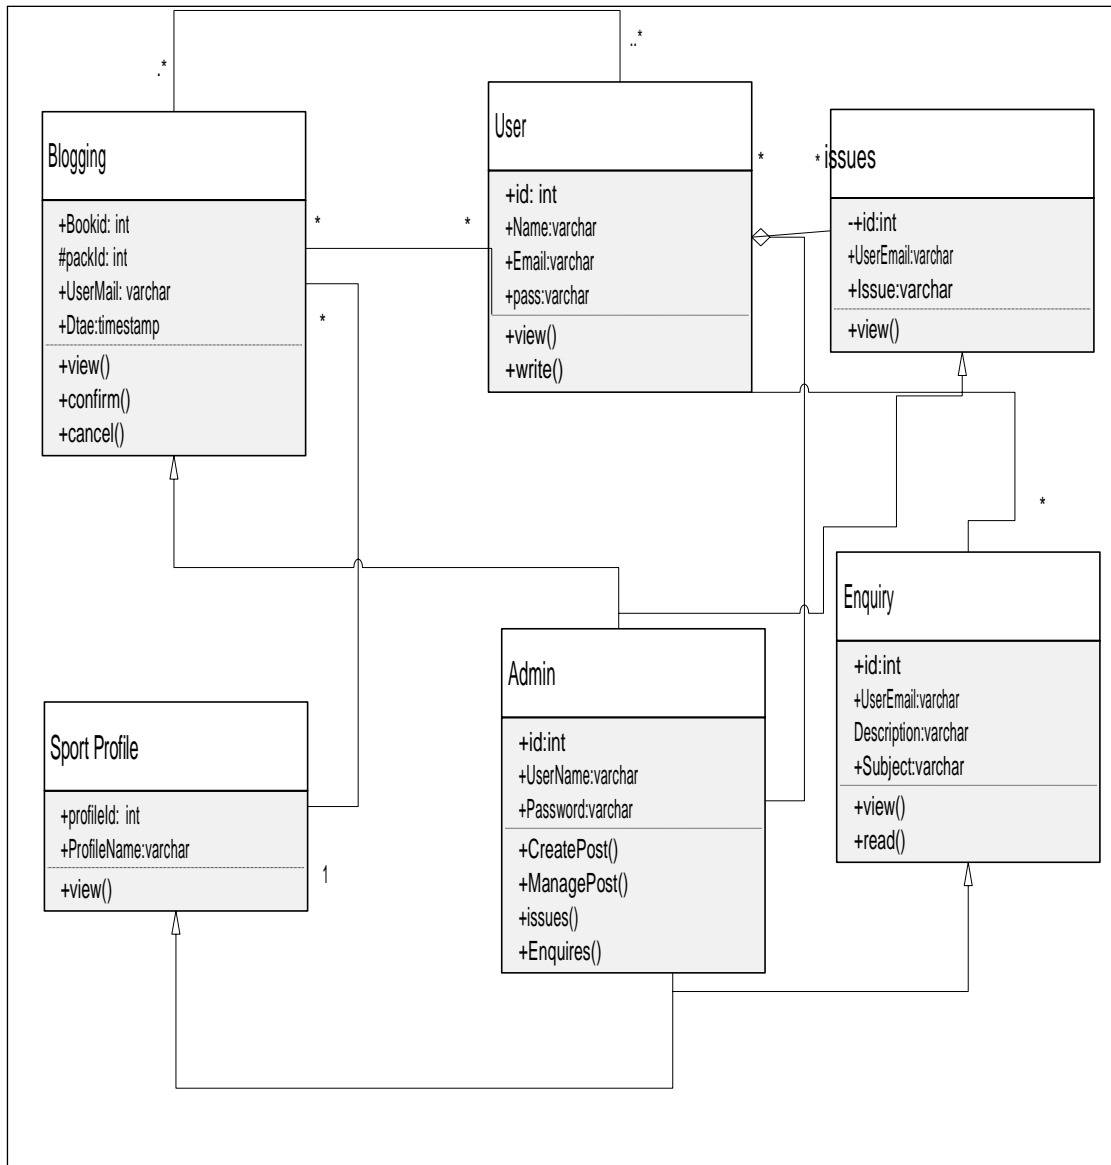 .*
..*
Blogging
+Bookid: int
#packId: int
+UserMail: varchar
+Dtae:timestamp
+view()
+confirm()
+cancel()
*
*
*
User
+id: int
+Name:varchar
+Email:varchar
+pass:varchar
+view()
+write()
*
*
issues
-+id:int
+UserEmail:varchar
+Issue:varchar
+view()
*
Enquiry
+id:int
+UserEmail:varchar
Description:varchar
+Subject:varchar
+view()
+read()
Admin
+id:int
+UserName:varchar
+Password:varchar
+CreatePost()
+ManagePost()
+issues()
+Enquires()
Sport Profile
+profileId: int
+ProfileName:varchar
+view()
1